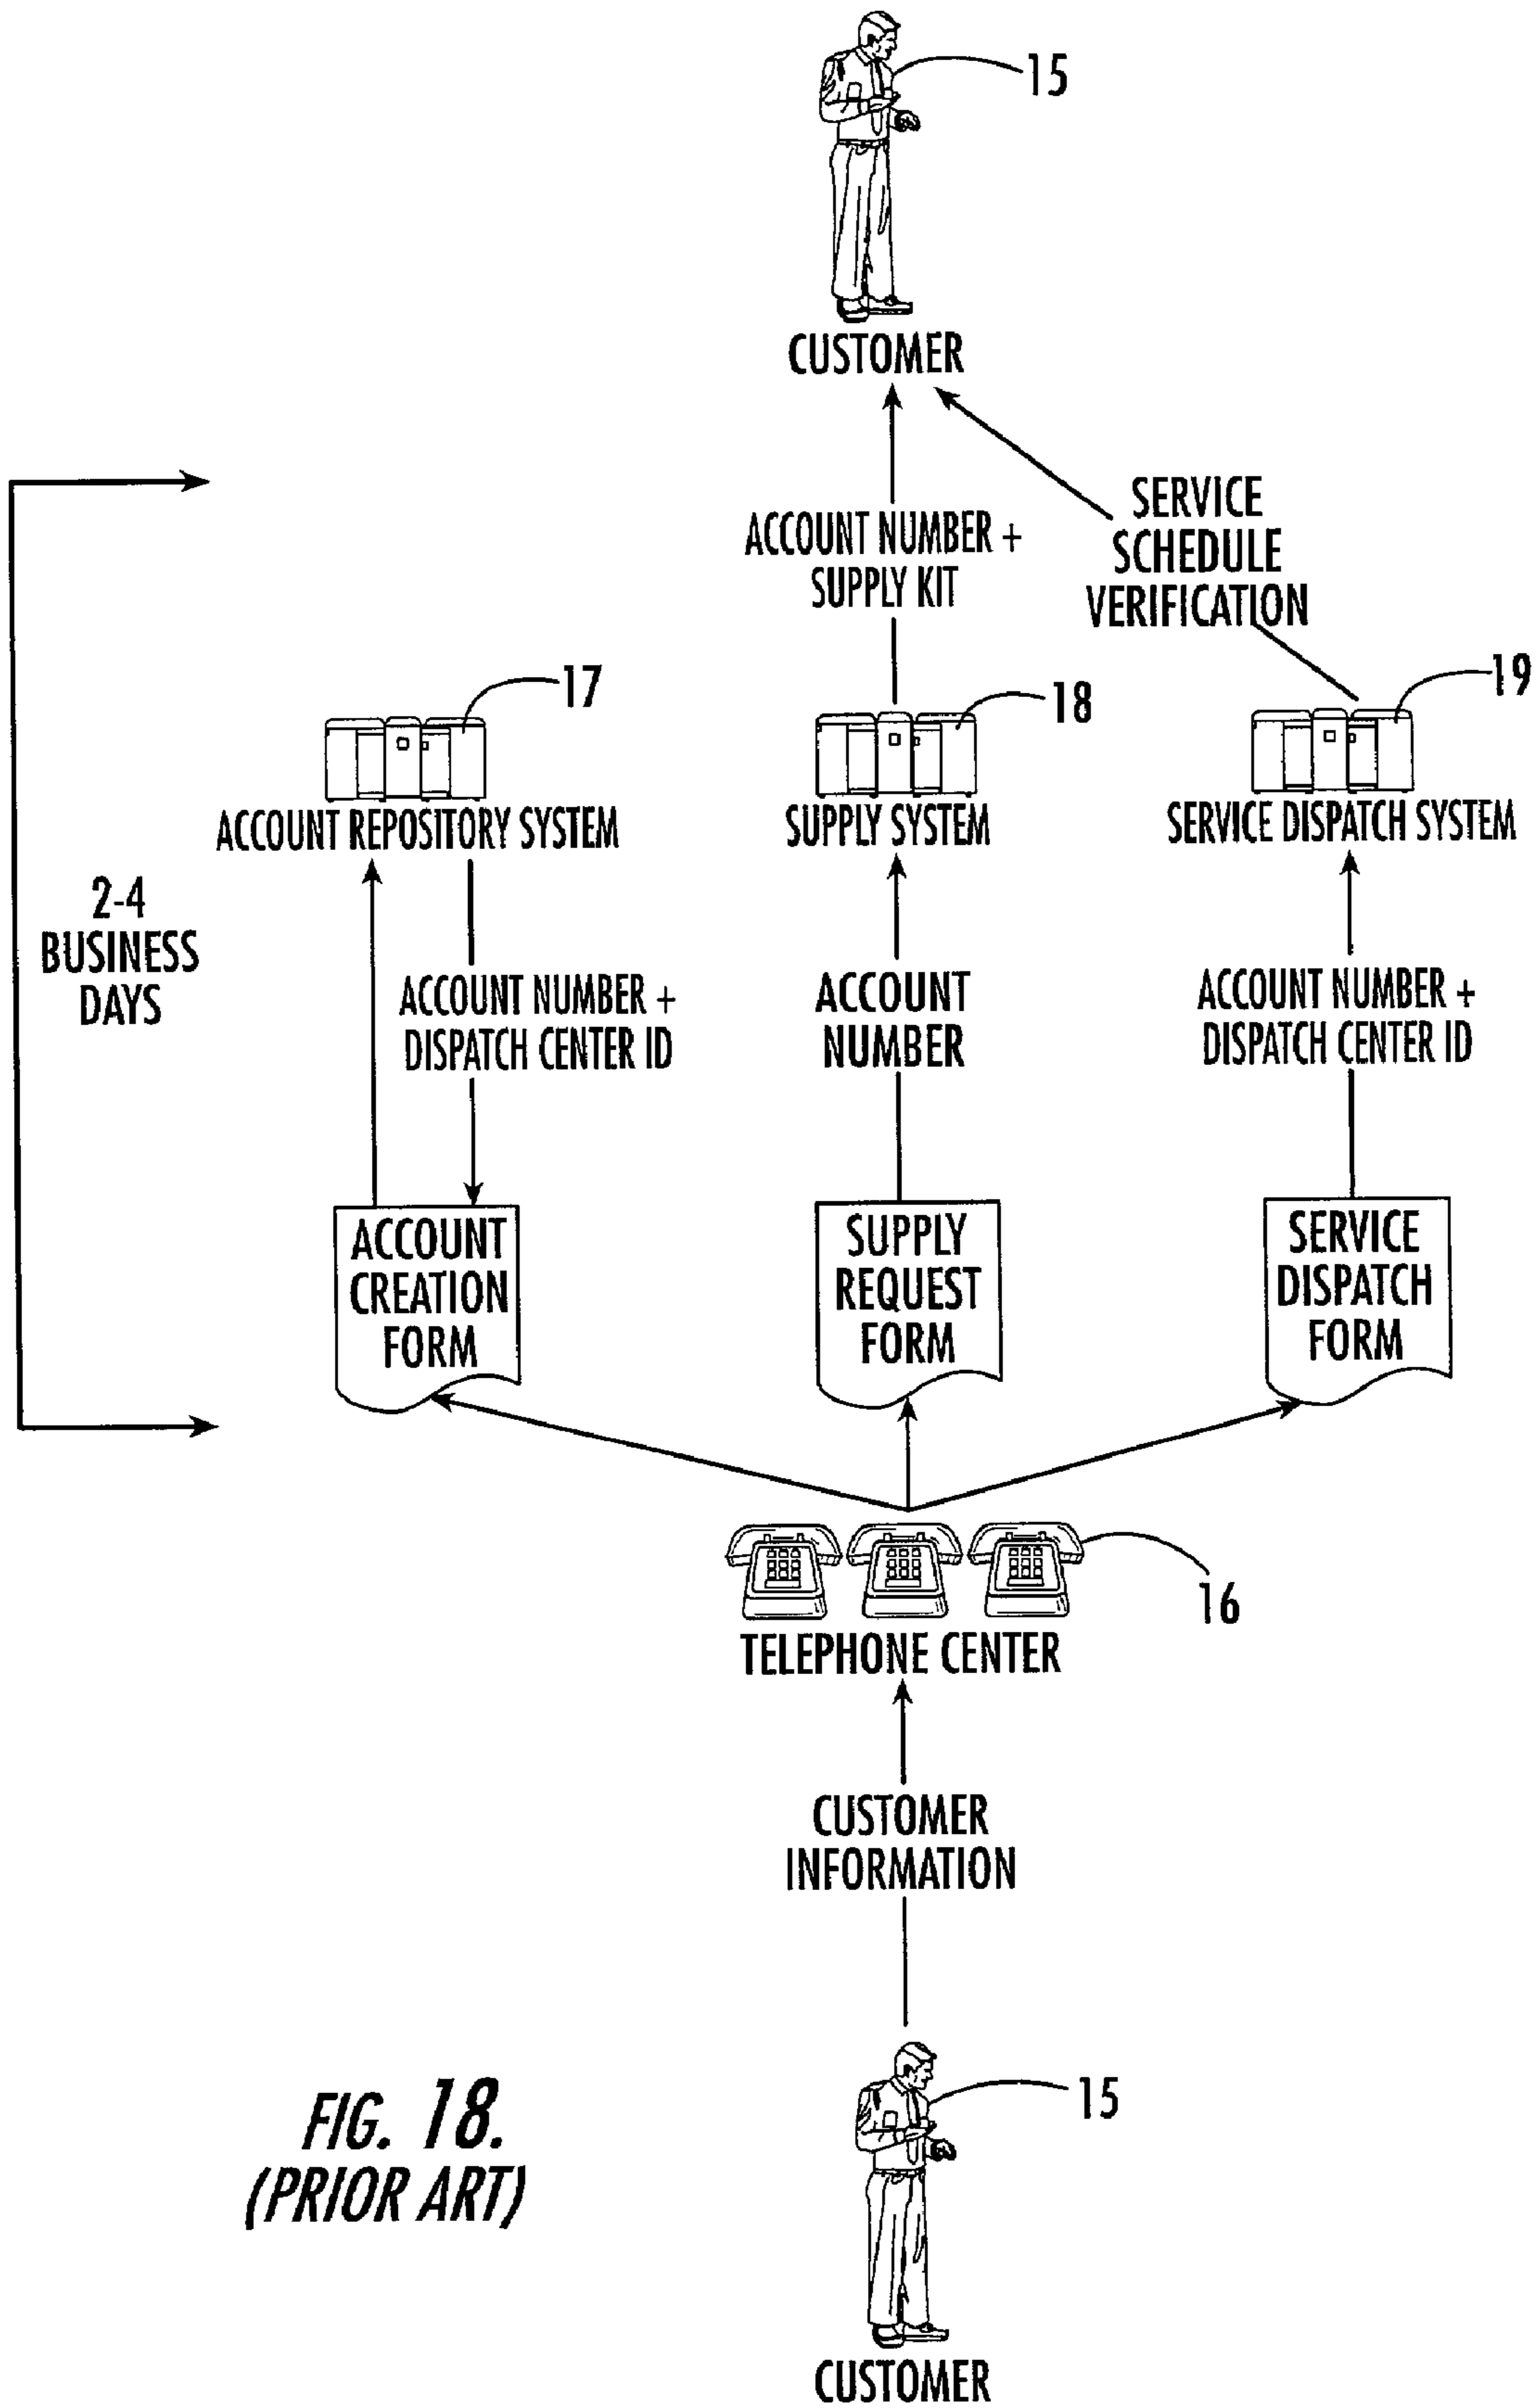 15
CUSTOMER
SERVICE
SCHEDULE
VERIFICATION
ACCOUNT NUMBER +
SUPPLY KIT
17
18
19
ACCOUNT REPOSITORY SYSTEM
SUPPLY SYSTEM
SERVICE DISPATCH SYSTEM
2-4
BUSINESS
DAYS
ACCOUNT NUMBER +
DISPATCH CENTER ID
ACCOUNT
NUMBER
ACCOUNT NUMBER +
DISPATCH CENTER ID
ACCOUNT
CREATION
FORM
SUPPLY
REQUEST
FORM
SERVICE
DISPATCH
FORM
16
TELEPHONE CENTER
CUSTOMER
INFORMATION
15
CUSTOMER
FIG. 18.
(PRIOR ART)